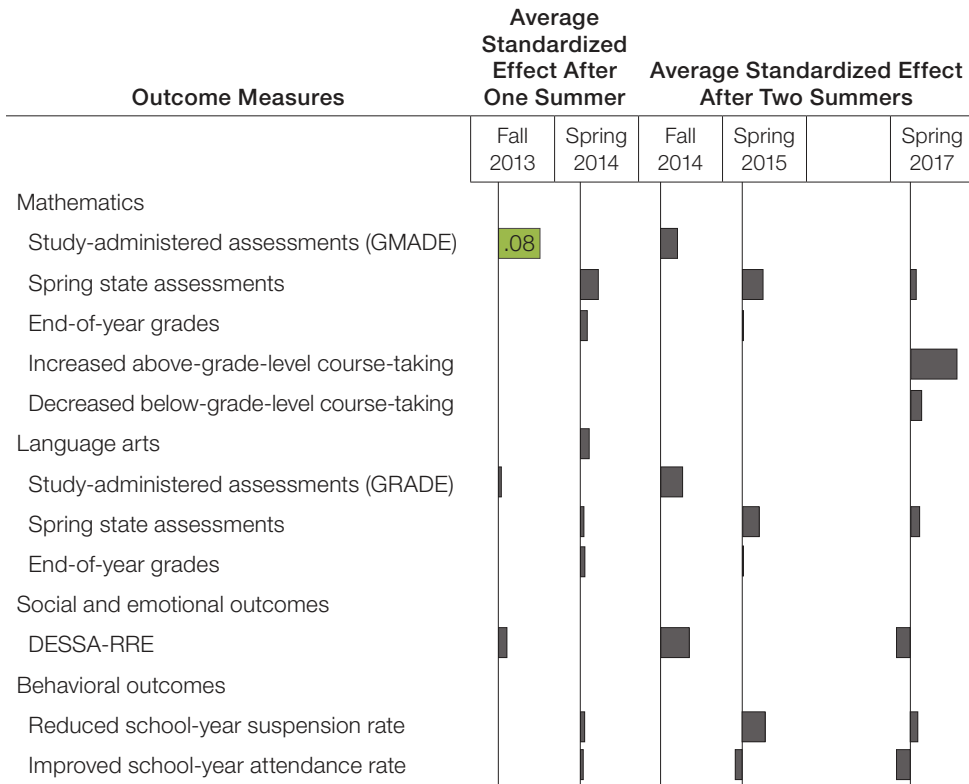 Average
Standardized
Effect After
One Summer
Average Standardized Effect
After Two Summers
Outcome Measures
Fall
2013
Spring
2014
Fall
2014
Spring
2015
Spring
2017
Mathematics
Study-administered assessments (GMADE)
.08
Spring state assessments
End-of-year grades
Increased above-grade-level course-taking
Decreased below-grade-level course-taking
Language arts
Study-administered assessments (GRADE)
Spring state assessments
End-of-year grades
Social and emotional outcomes
DESSA-RRE
Behavioral outcomes
Reduced school-year suspension rate
Improved school-year attendance rate